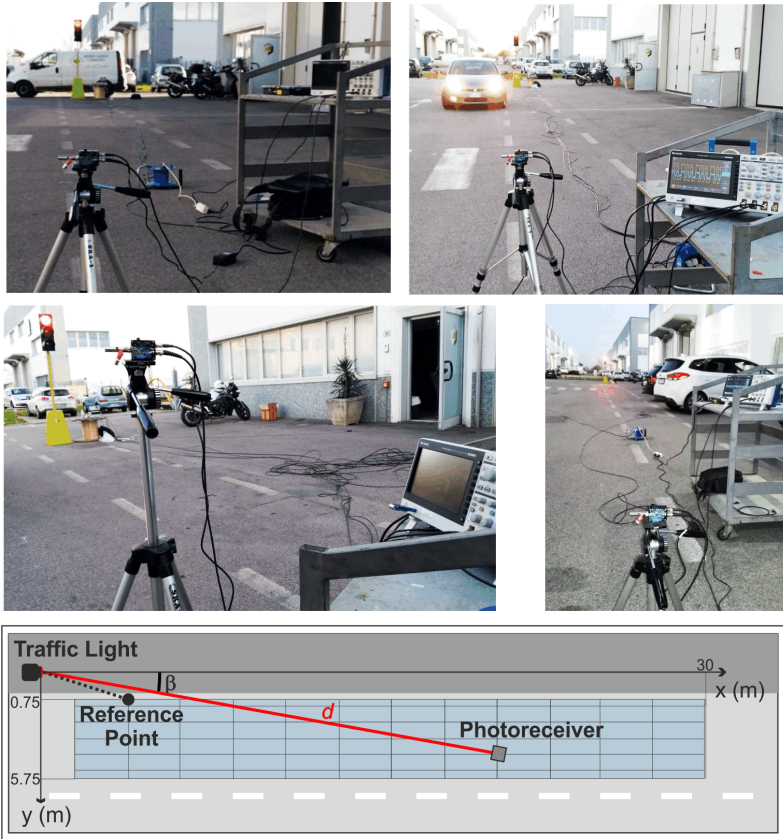 Traffic Light
30
x (m)
β
0.75
Reference
Point
d
Photoreceiver
5.75
y (m)